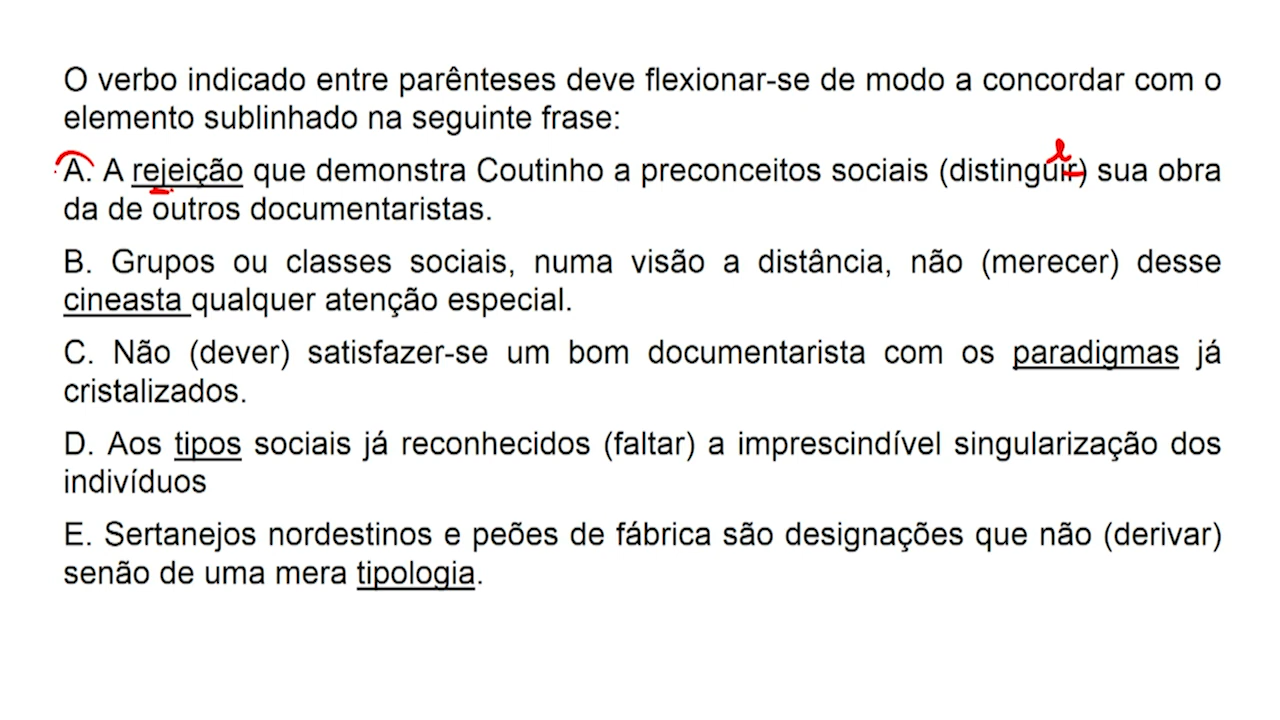 O verbo indicado entre parênteses deve flexionar-se de modo a concordar com o
elemento sublinhado na seguinte frase:
A. A rejeição que demonstra Coutinho a preconceitos sociais (distinguir) sua obra
da de outros documentaristas.
B. Grupos ou classes sociais, numa visão a distância, não (merecer) desse
cineasta qualquer atenção especial.
C. Não (dever) satisfazer-se um bom documentarista com os paradigmas já
cristalizados.
D. Aos tipos sociais já reconhecidos (faltar) a imprescindível singularização dos
indivíduos
E. Sertanejos nordestinos e peões de fábrica são designações que não (derivar)
senão de uma mera tipologia.